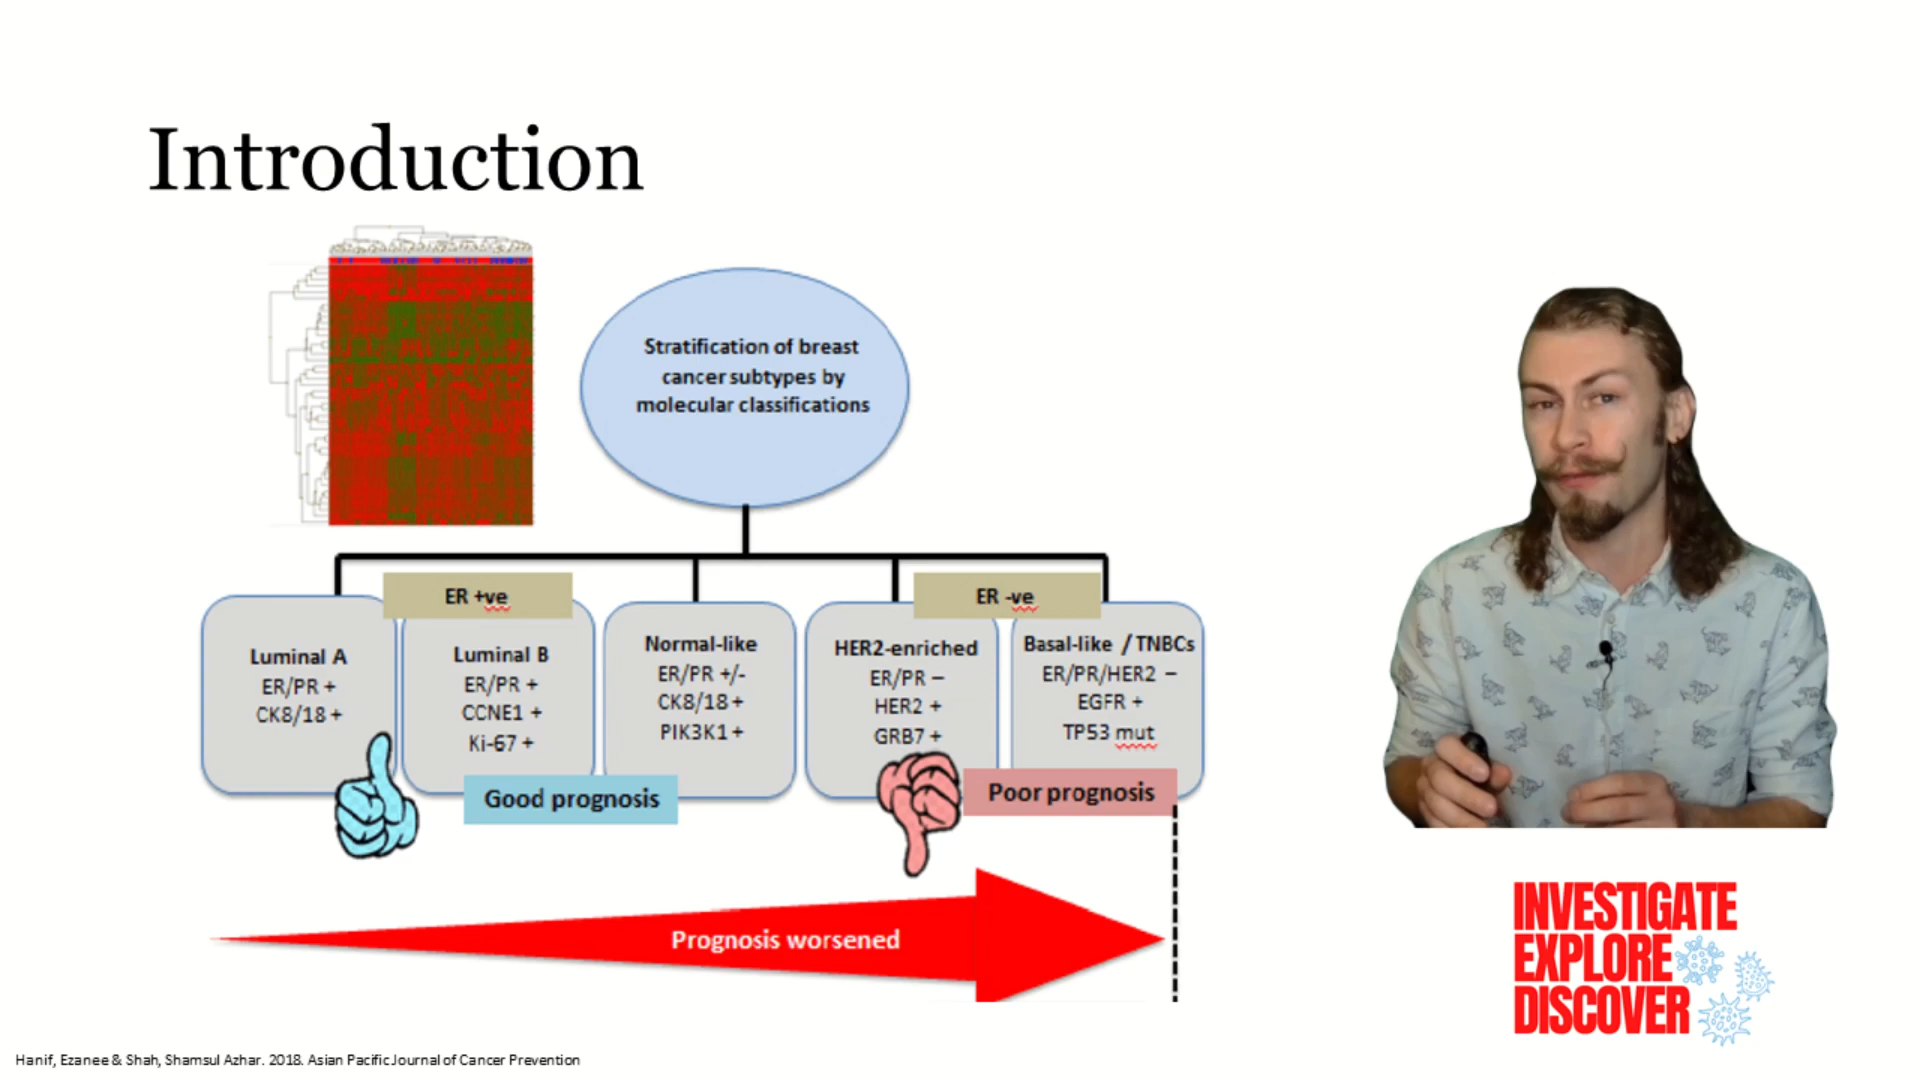 Introduction
Stratification of breast
cancer subtypes by
molecular classifications
ER +ve
ER -ve
Luminal A
ER/PR +
CK8/18 +
Luminal B
ER/PR +
CCNE1 +
Ki-67 +
Normal-like
ER/PR +/-
CK8/18 +
PIK3K1 +
HER2-enriched
ER/PR –
HER2 +
GRB7 +
Basal-like / TNBCs
ER/PR/HER2 –
EGFR +
TP53 mut
Good prognosis
Poor prognosis
Prognosis worsened
INVESTIGATE
EXPLORE
DISCOVER
Hanif, Ezanee & Shah, Shamsul Azhar. 2018. Asian Pacific Journal of Cancer Prevention